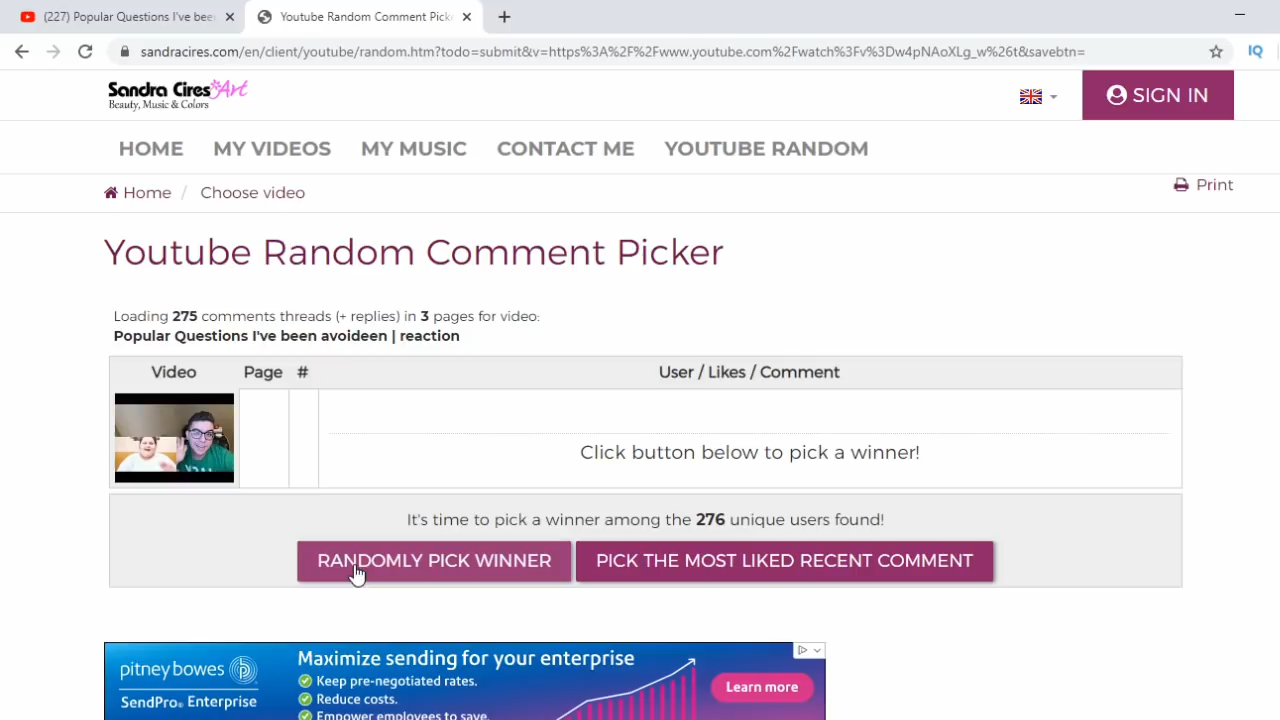 (227) Popular Questions I've bee
Youtube Random Comment Pick
sandracires.com/en/client/youtube/random.htm?todo=submit&v=https%3A%2F%2Fwww.youtube.com%2Fwatch%3Fv%3Dw4pNAoXLg_w%26t&savebtn=
IQ
Sandra Cires Art
Beauty, Music & Colors
SIGN IN
HOME MY VIDEOS MY MUSIC CONTACT ME YOUTUBE RANDOM
Home / Choose video
Print
Youtube Random Comment Picker
Loading 275 comments threads (+ replies) in 3 pages for video:
Popular Questions I've been avoideen | reaction
Video Page # User / Likes / Comment
Click button below to pick a winner!
It's time to pick a winner among the 276 unique users found!
RANDOMLY PICK WINNER PICK THE MOST LIKED RECENT COMMENT
pitney bowes
SendPro® Enterprise
Maximize sending for your enterprise
Keep pre-negotiated rates.
Reduce costs.
Empower employees to save.
Learn more